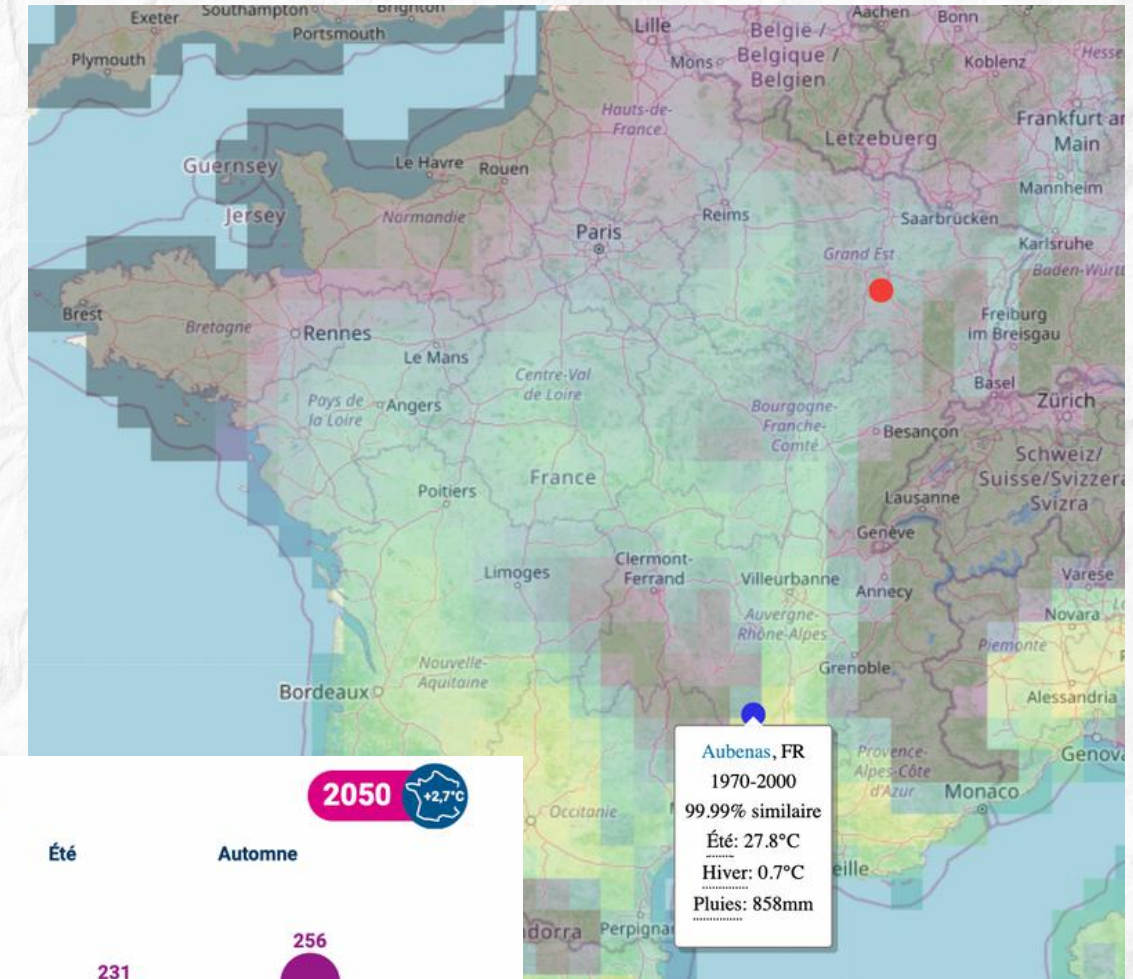 Exeter
Southampton
Brighton
Portsmouth
Plymouth
Lille
Aachen
Bonn
België /
Belgique /
Belgien
Mons
Koblenz
Hesse
Hauts-de-
France
Letzebuerg
Frankfurt a
Main
Guernsey
Le Havre
Rouen
Mannheim
Jersey
Normandie
Reims
Saarbrücken
Paris
Karlsruhe
Grand Est
Baden-Württ
Brest
Bretagne
Rennes
Freiburg
im Breisgau
Le Mans
Centre-Val
de Loire
Basel
Zürich
Pays de
la Loire
Angers
Bourgogne-
Franche-
Comté
Besançon
Schweiz/
Suisse/Svizzera
Svizra
Poitiers
France
Lausanne
Genève
Limoges
Clermont-
Ferrand
Villeurbanne
Annecy
Varese
Auvergne-
Rhône-Alpes
Novara
Nouvelle-
Aquitaine
Grenoble
Piemonte
Bordeaux
Alessandria
Aubenas, FR
1970-2000
99.99% similaire
Été: 27.8°C
Hiver: 0.7°C
Pluies: 858mm
Provence-
Alpes-Côte
d'Azur
Genova
Monaco
Occitanie
eille
dorra
Perpigna
2050
+2,7°C
Été
Automne
256
231